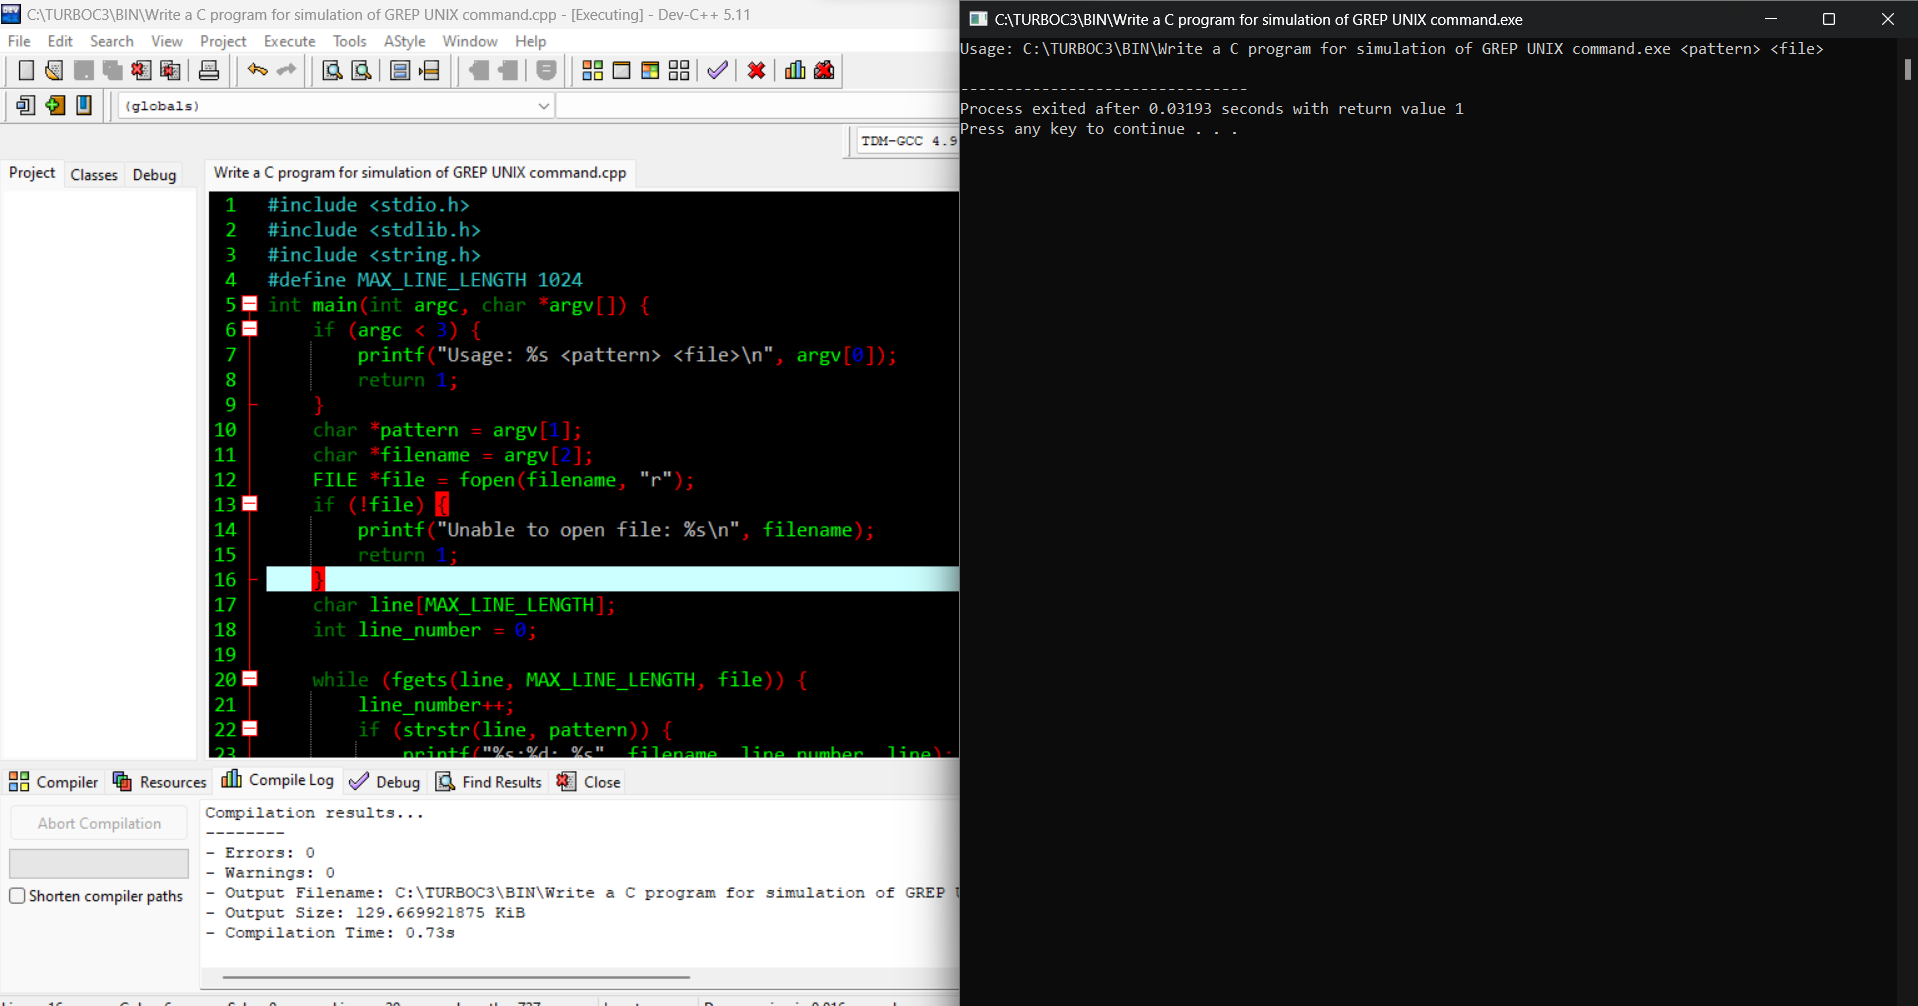 C:\TURBOC3\BIN\Write a C program for simulation of GREP UNIX command.cpp - [Executing] - Dev-C++ 5.11
File Edit Search View Project Execute Tools AStyle Window Help
(globals)
TDM-GCC 4.9
Project Classes Debug
Write a C program for simulation of GREP UNIX command.cpp
1 #include <stdio.h>
2 #include <stdlib.h>
3 #include <string.h>
4 #define MAX_LINE_LENGTH 1024
5 int main(int argc, char *argv[]) {
6 if (argc < 3) {
7 printf("Usage: %s <pattern> <file>\n", argv[0]);
8 return 1;
9 }
10 char *pattern = argv[1];
11 char *filename = argv[2];
12 FILE *file = fopen(filename, "r");
13 if (!file) {
14 printf("Unable to open file: %s\n", filename);
15 return 1;
16 }
17 char line[MAX_LINE_LENGTH];
18 int line_number = 0;
19
20 while (fgets(line, MAX_LINE_LENGTH, file)) {
21 line_number++;
22 if (strstr(line, pattern)) {
23 printf("%s:%d: %s", filename, line_number, line);
Compiler Resources Compile Log Debug Find Results Close
Abort Compilation
Shorten compiler paths
Compilation results...
--------
- Errors: 0
- Warnings: 0
- Output Filename: C:\TURBOC3\BIN\Write a C program for simulation of GREP
- Output Size: 129.669921875 KiB
- Compilation Time: 0.73s
C:\TURBOC3\BIN\Write a C program for simulation of GREP UNIX command.exe
Usage: C:\TURBOC3\BIN\Write a C program for simulation of GREP UNIX command.exe <pattern> <file>
--------------------------------
Process exited after 0.03193 seconds with return value 1
Press any key to continue . . .